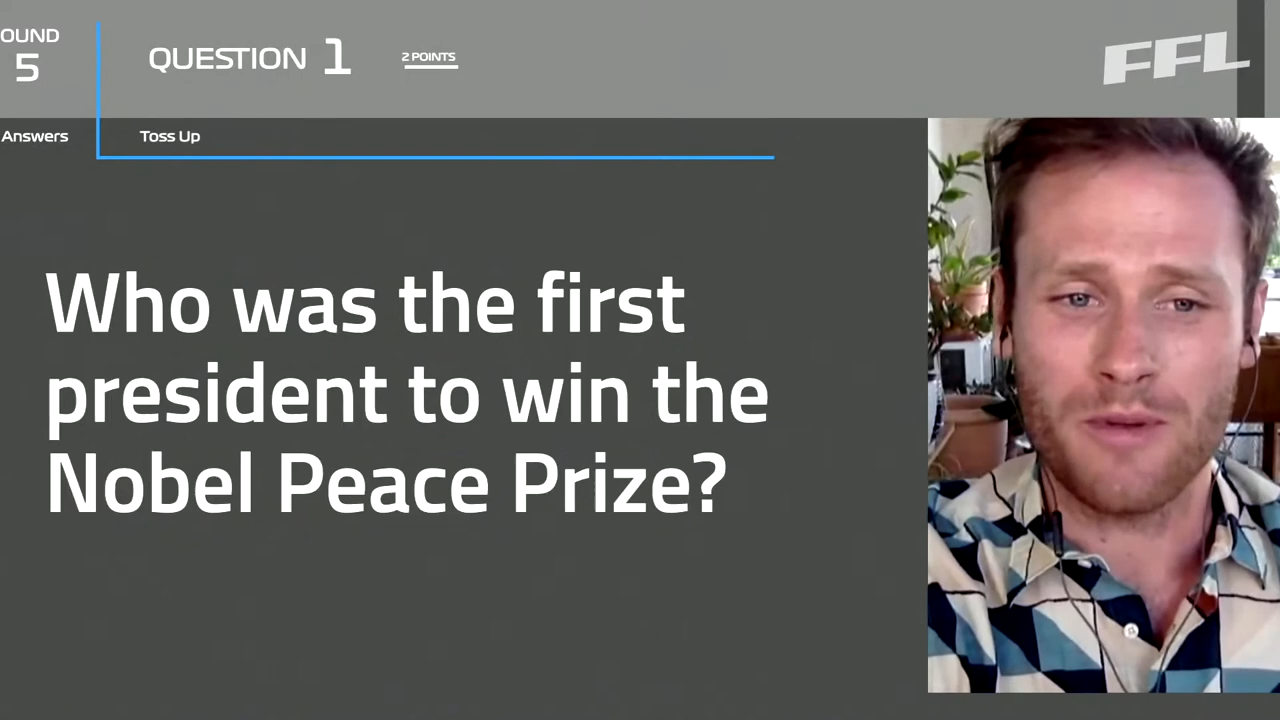 OUND
5
QUESTION 1
2 POINTS
FFL
Answers
Toss Up
Who was the first
president to win the
Nobel Peace Prize?